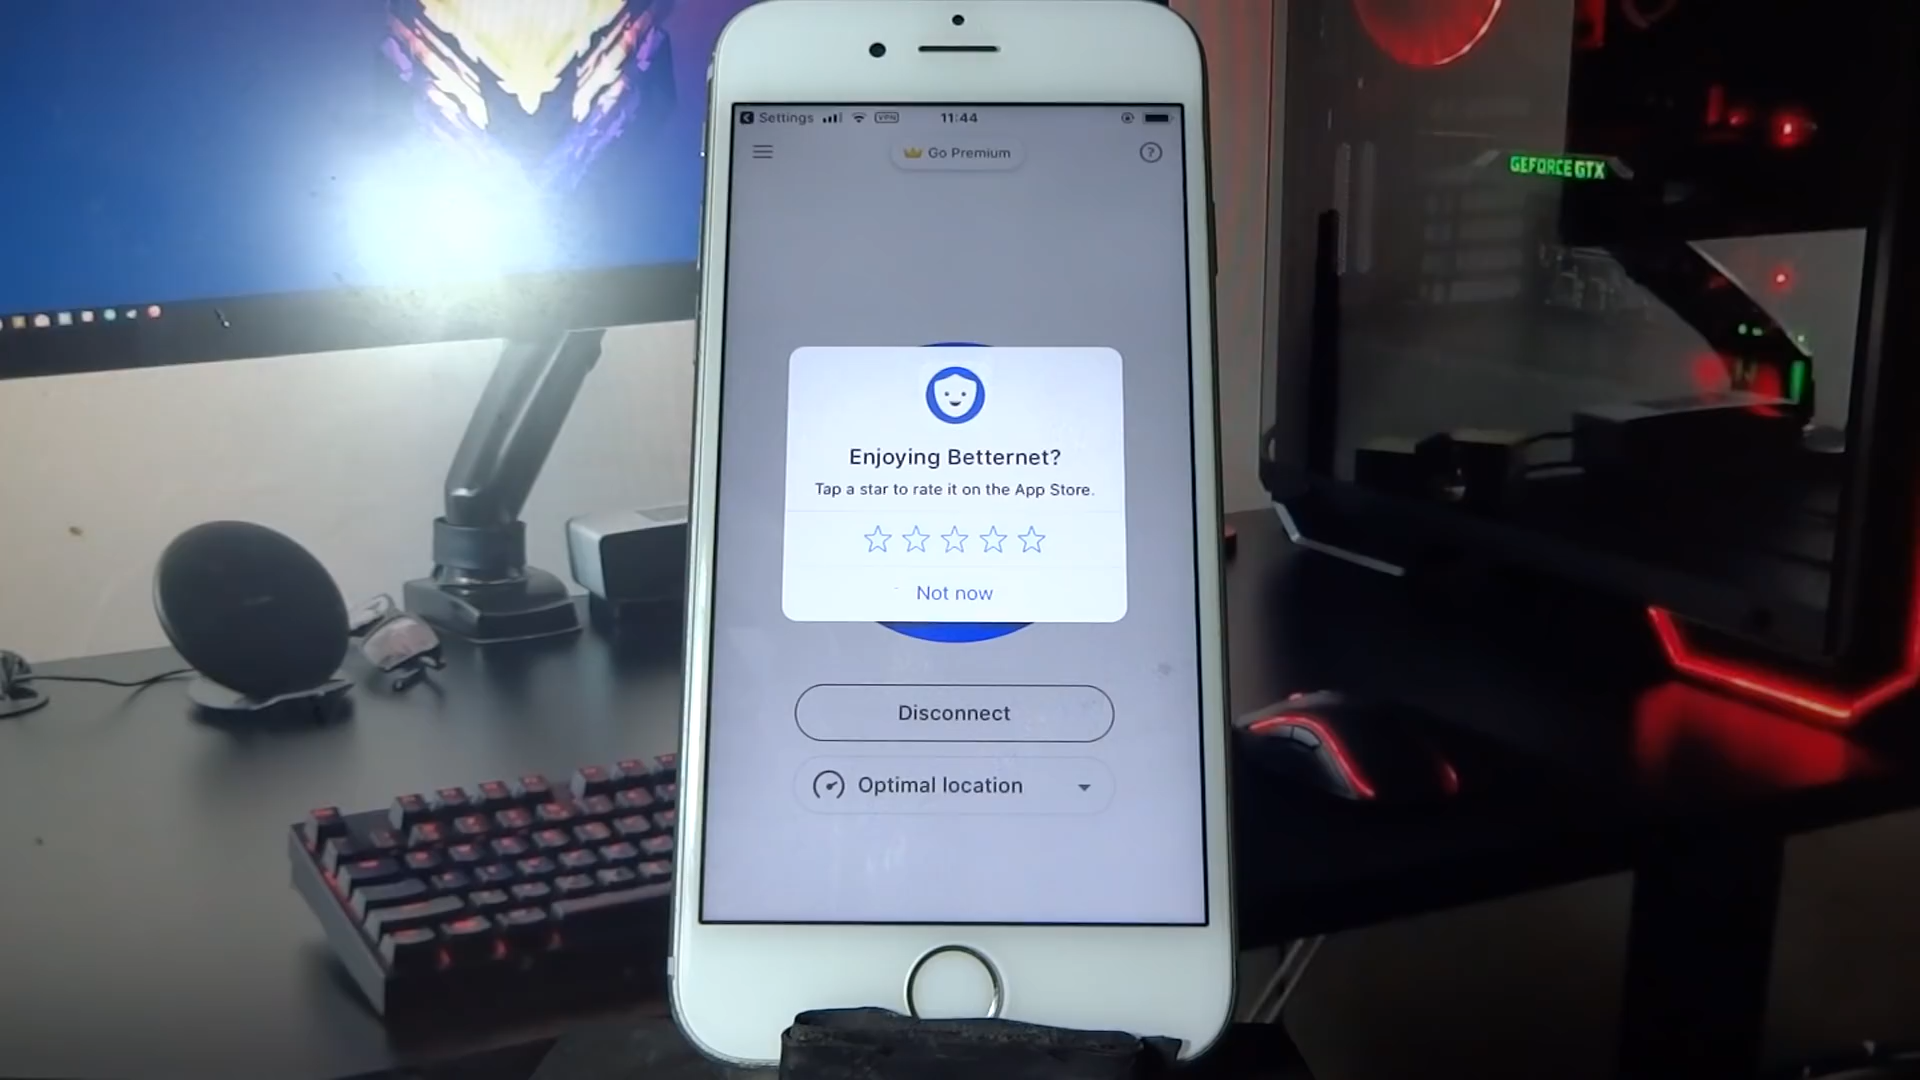 Settings VPN 11:44
Go Premium
?
GEFORCE GTX
Enjoying Betternet?
Tap a star to rate it on the App Store.
Not now
Disconnect
Optimal location